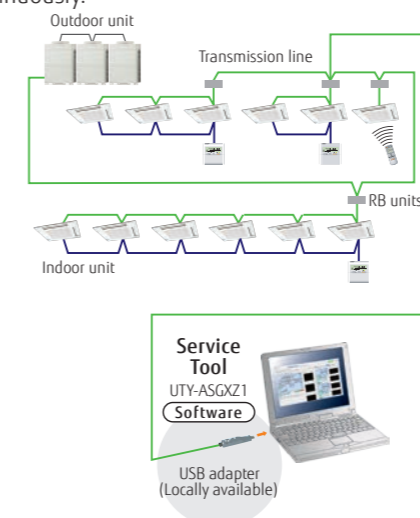 Outdoor unit
Transmission line
RB units
Indoor unit
Service
Tool
UTY-ASGXZ1
Software
USB adapter
(Locally available)